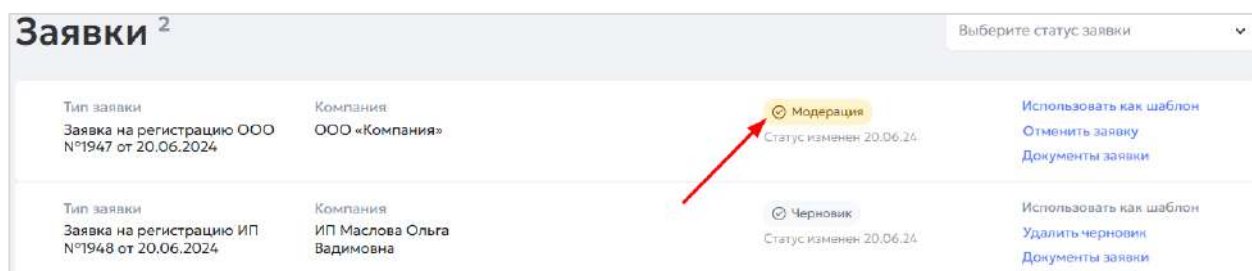 Заявки 2
Выберите статус заявки
Тип заявки
Заявка на регистрацию ООО
№1947 от 20.06.2024
Компания
ООО «Компания»
Модерация
Статус изменен 20.06.24
Использовать как шаблон
Отменить заявку
Документы заявки
Тип заявки
Заявка на регистрацию ИП
№1948 от 20.06.2024
Компания
ИП Маслова Ольга
Вадимовна
Черновик
Статус изменен 20.06.24
Использовать как шаблон
Удалить черновик
Документы заявки